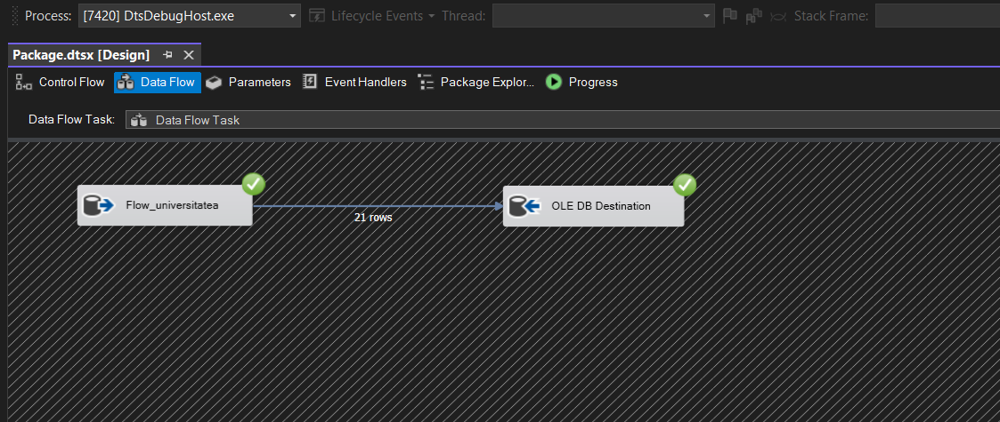 Process: [7420] DtsDebugHost.exe Lifecycle Events Thread: Stack Frame:
Package.dtsx [Design]
Control Flow Data Flow Parameters Event Handlers Package Explor... Progress
Data Flow Task: Data Flow Task
Flow_universitatea OLE DB Destination
21 rows